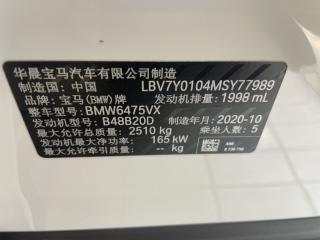 华晨宝马汽车有限公司制造
制造国：中国 LBV7Y0104MSY77989
品牌：宝马(BMW)牌 发动机排量：1998 mL
整车型号：BMW6475VX
发动机型号：B48B20D 制造年月：2020-10
最大允许总质量：2510 kg 乘坐人数：5
发动机最大净功率：165 kW
最大允许牵引质量：-- kg